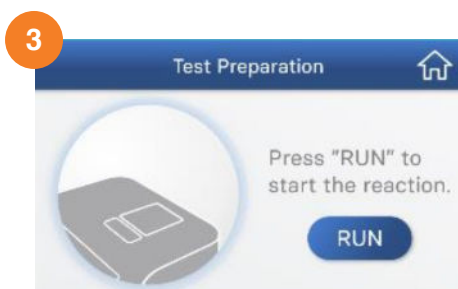 3
Test Preparation
Press "RUN" to
start the reaction.
RUN